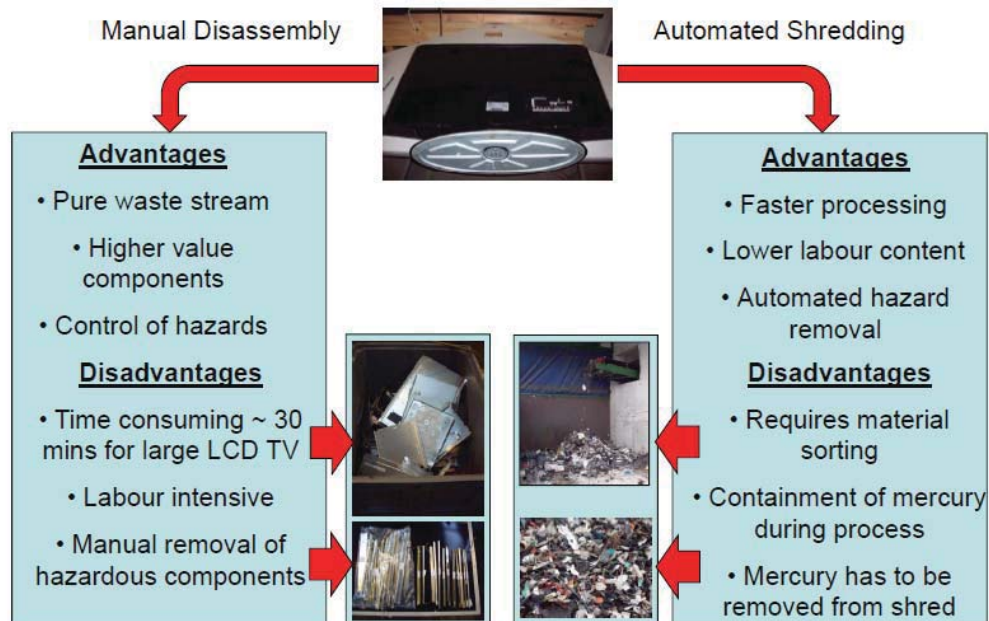 Manual Disassembly
Automated Shredding
Advantages
• Pure waste stream
• Higher value
components
• Control of hazards
Disadvantages
• Time consuming ~ 30
mins for large LCD TV
• Labour intensive
• Manual removal of
hazardous components
Advantages
• Faster processing
• Lower labour content
• Automated hazard
removal
Disadvantages
• Requires material
sorting
• Containment of mercury
during process
• Mercury has to be
removed from shred